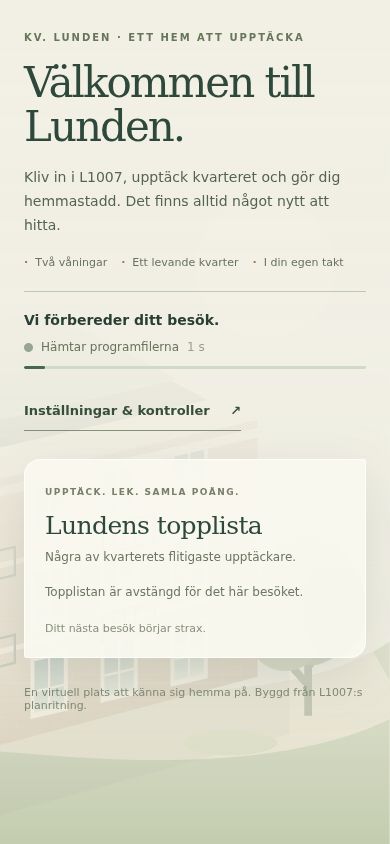 KV. LUNDEN · ETT HEM ATT UPPTÄCKA
Välkommen till
Lunden.
Kliv in i L1007, upptäck kvarteret och gör dig
hemmastadd. Det finns alltid något nytt att
hitta.
· Två våningar · Ett levande kvarter · I din egen takt
Vi förbereder ditt besök.
Hämtar programfilerna 1 s
Inställningar & kontroller ↗
UPPTÄCK. LEK. SAMLA POÄNG.
Lundens topplista
Några av kvarterets flitigaste upptäckare.
Topplistan är avstängd för det här besöket.
Ditt nästa besök börjar strax.
En virtuell plats att känna sig hemma på. Byggd från L1007:s
planritning.